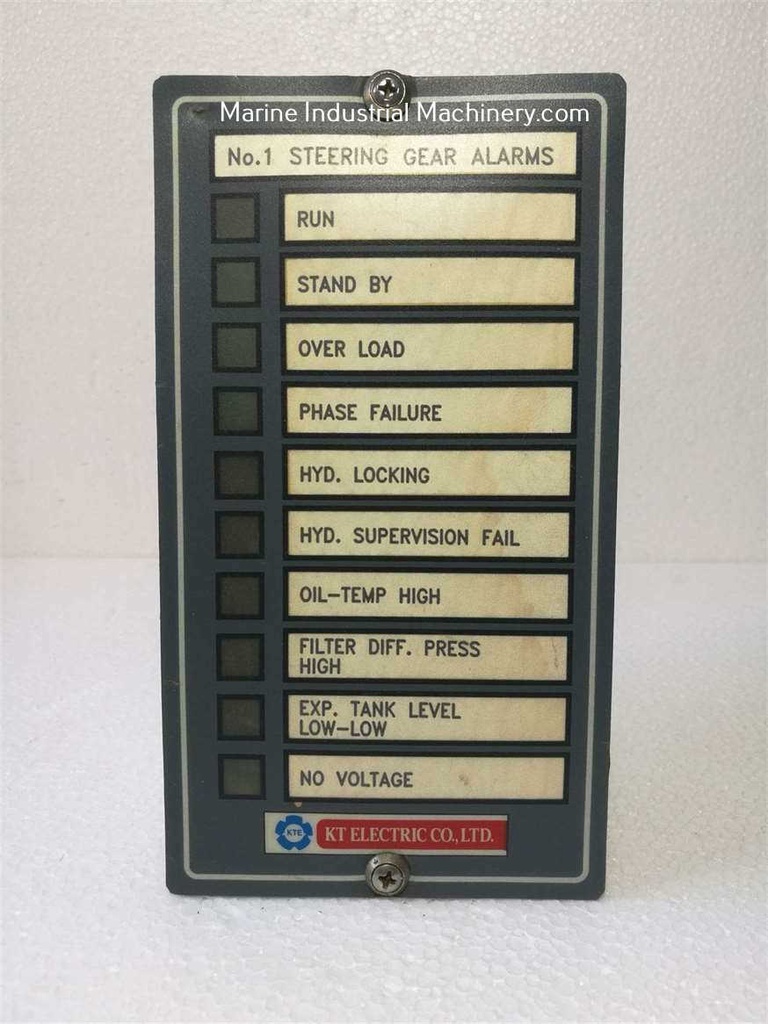 Marine Industrial Machinery.com
No.1 STEERING GEAR ALARMS
RUN
STAND BY
OVER LOAD
PHASE FAILURE
HYD. LOCKING
HYD. SUPERVISION FAIL
OIL-TEMP HIGH
FILTER DIFF. PRESS
HIGH
EXP. TANK LEVEL
LOW-LOW
NO VOLTAGE
KTE KT ELECTRIC CO., LTD.